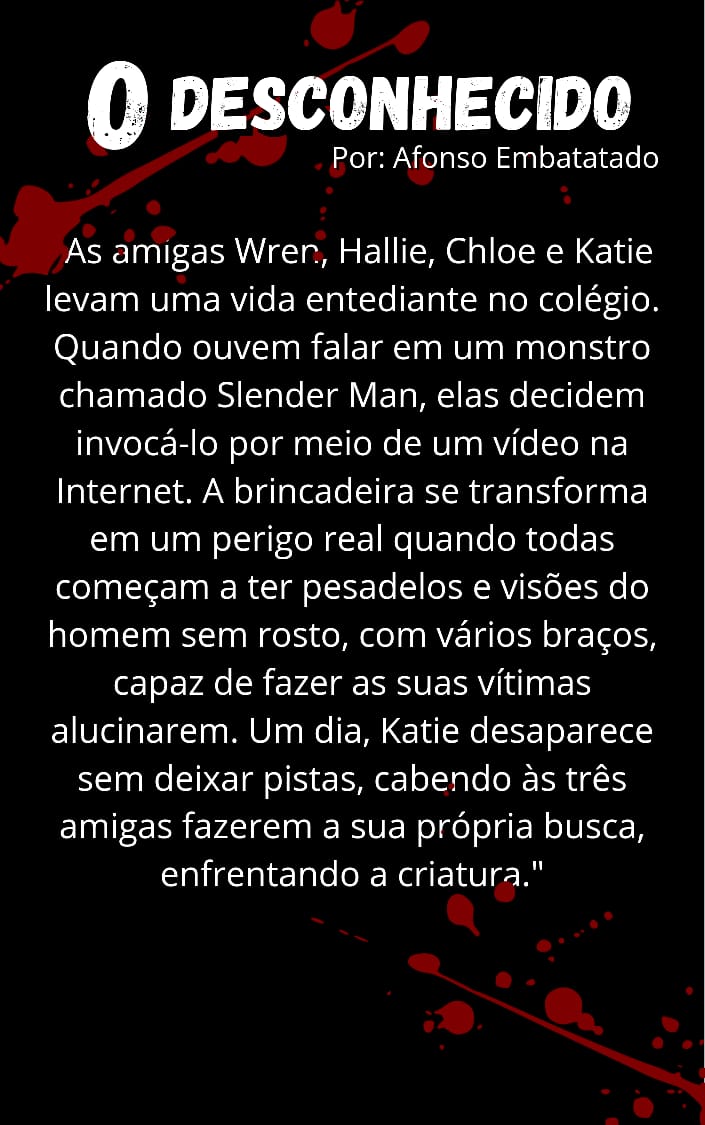 O DESCONHECIDO
Por: Afonso Embatatado
As amigas Wren, Hallie, Chloe e Katie
levam uma vida entediante no colégio.
Quando ouvem falar em um monstro
chamado Slender Man, elas decidem
invocá-lo por meio de um vídeo na
Internet. A brincadeira se transforma
em um perigo real quando todas
começam a ter pesadelos e visões do
homem sem rosto, com vários braços,
capaz de fazer as suas vítimas
alucinarem. Um dia, Katie desaparece
sem deixar pistas, cabendo às três
amigas fazerem a sua própria busca,
enfrentando a criatura."